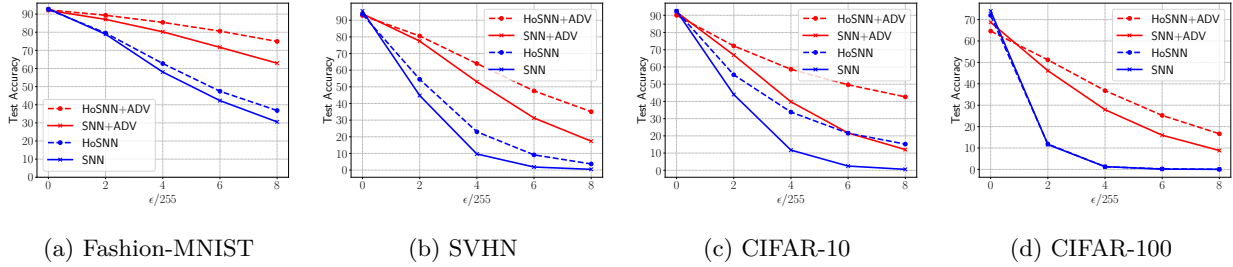 HoSNN+ADV
SNN+ADV
HoSNN
SNN
Test Accuracy
0
10
20
30
40
50
60
70
80
90
0 2 4 6 8
ϵ/255
(a) Fashion-MNIST
HoSNN+ADV
SNN+ADV
HoSNN
SNN
Test Accuracy
0
10
20
30
40
50
60
70
80
90
0 2 4 6 8
ϵ/255
(b) SVHN
HoSNN+ADV
SNN+ADV
HoSNN
SNN
Test Accuracy
0
10
20
30
40
50
60
70
80
90
0 2 4 6 8
ϵ/255
(c) CIFAR-10
HoSNN+ADV
SNN+ADV
HoSNN
SNN
Test Accuracy
0
10
20
30
40
50
60
70
0 2 4 6 8
ϵ/255
(d) CIFAR-100